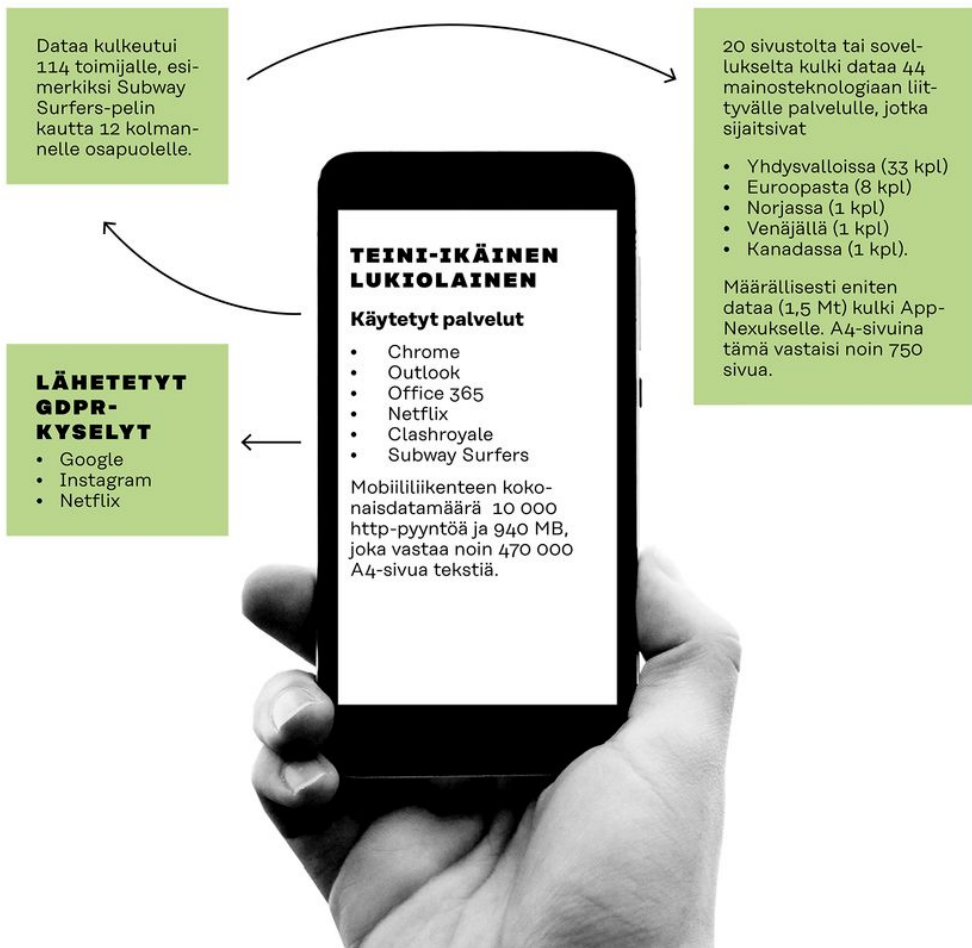 Dataa kulkeutui
114 toimijalle, esi-
merkiksi Subway
Surfers-pelin
kautta 12 kolman-
nelle osapuolelle.
20 sivustolta tai sovel-
lukselta kulki dataa 44
mainosteknologiaan liit-
tyvälle palvelulle, jotka
sijaitsivat
• Yhdysvalloissa (33 kpl)
• Euroopasta (8 kpl)
• Norjassa (1 kpl)
• Venäjällä (1 kpl)
• Kanadassa (1 kpl).
Määrällisesti eniten
dataa (1,5 Mt) kulki App-
Nexukselle. A4-sivuina
tämä vastaisi noin 750
sivua.
TEINI-IKÄINEN
LUKIOLAINEN
Käytetyt palvelut
• Chrome
• Outlook
• Office 365
• Netflix
• Clashroyale
• Subway Surfers
Mobiililiikenteen koko-
naisdatamäärä 10 000
http-pyyntöä ja 940 MB,
joka vastaa noin 470 000
A4-sivua tekstiä.
LÄHETETYT
GDPR-
KYSELYT
• Google
• Instagram
• Netflix